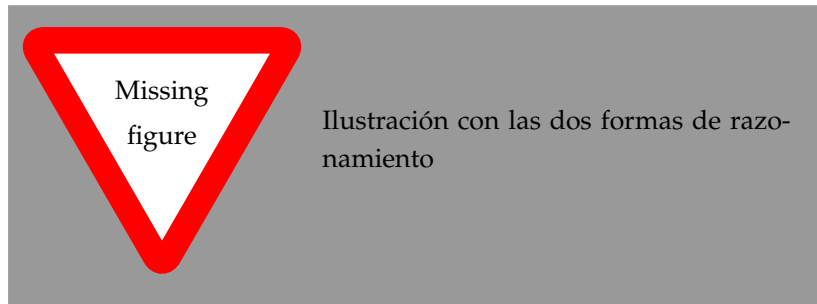 Missing
figure
Ilustración con las dos formas de razo-
namiento